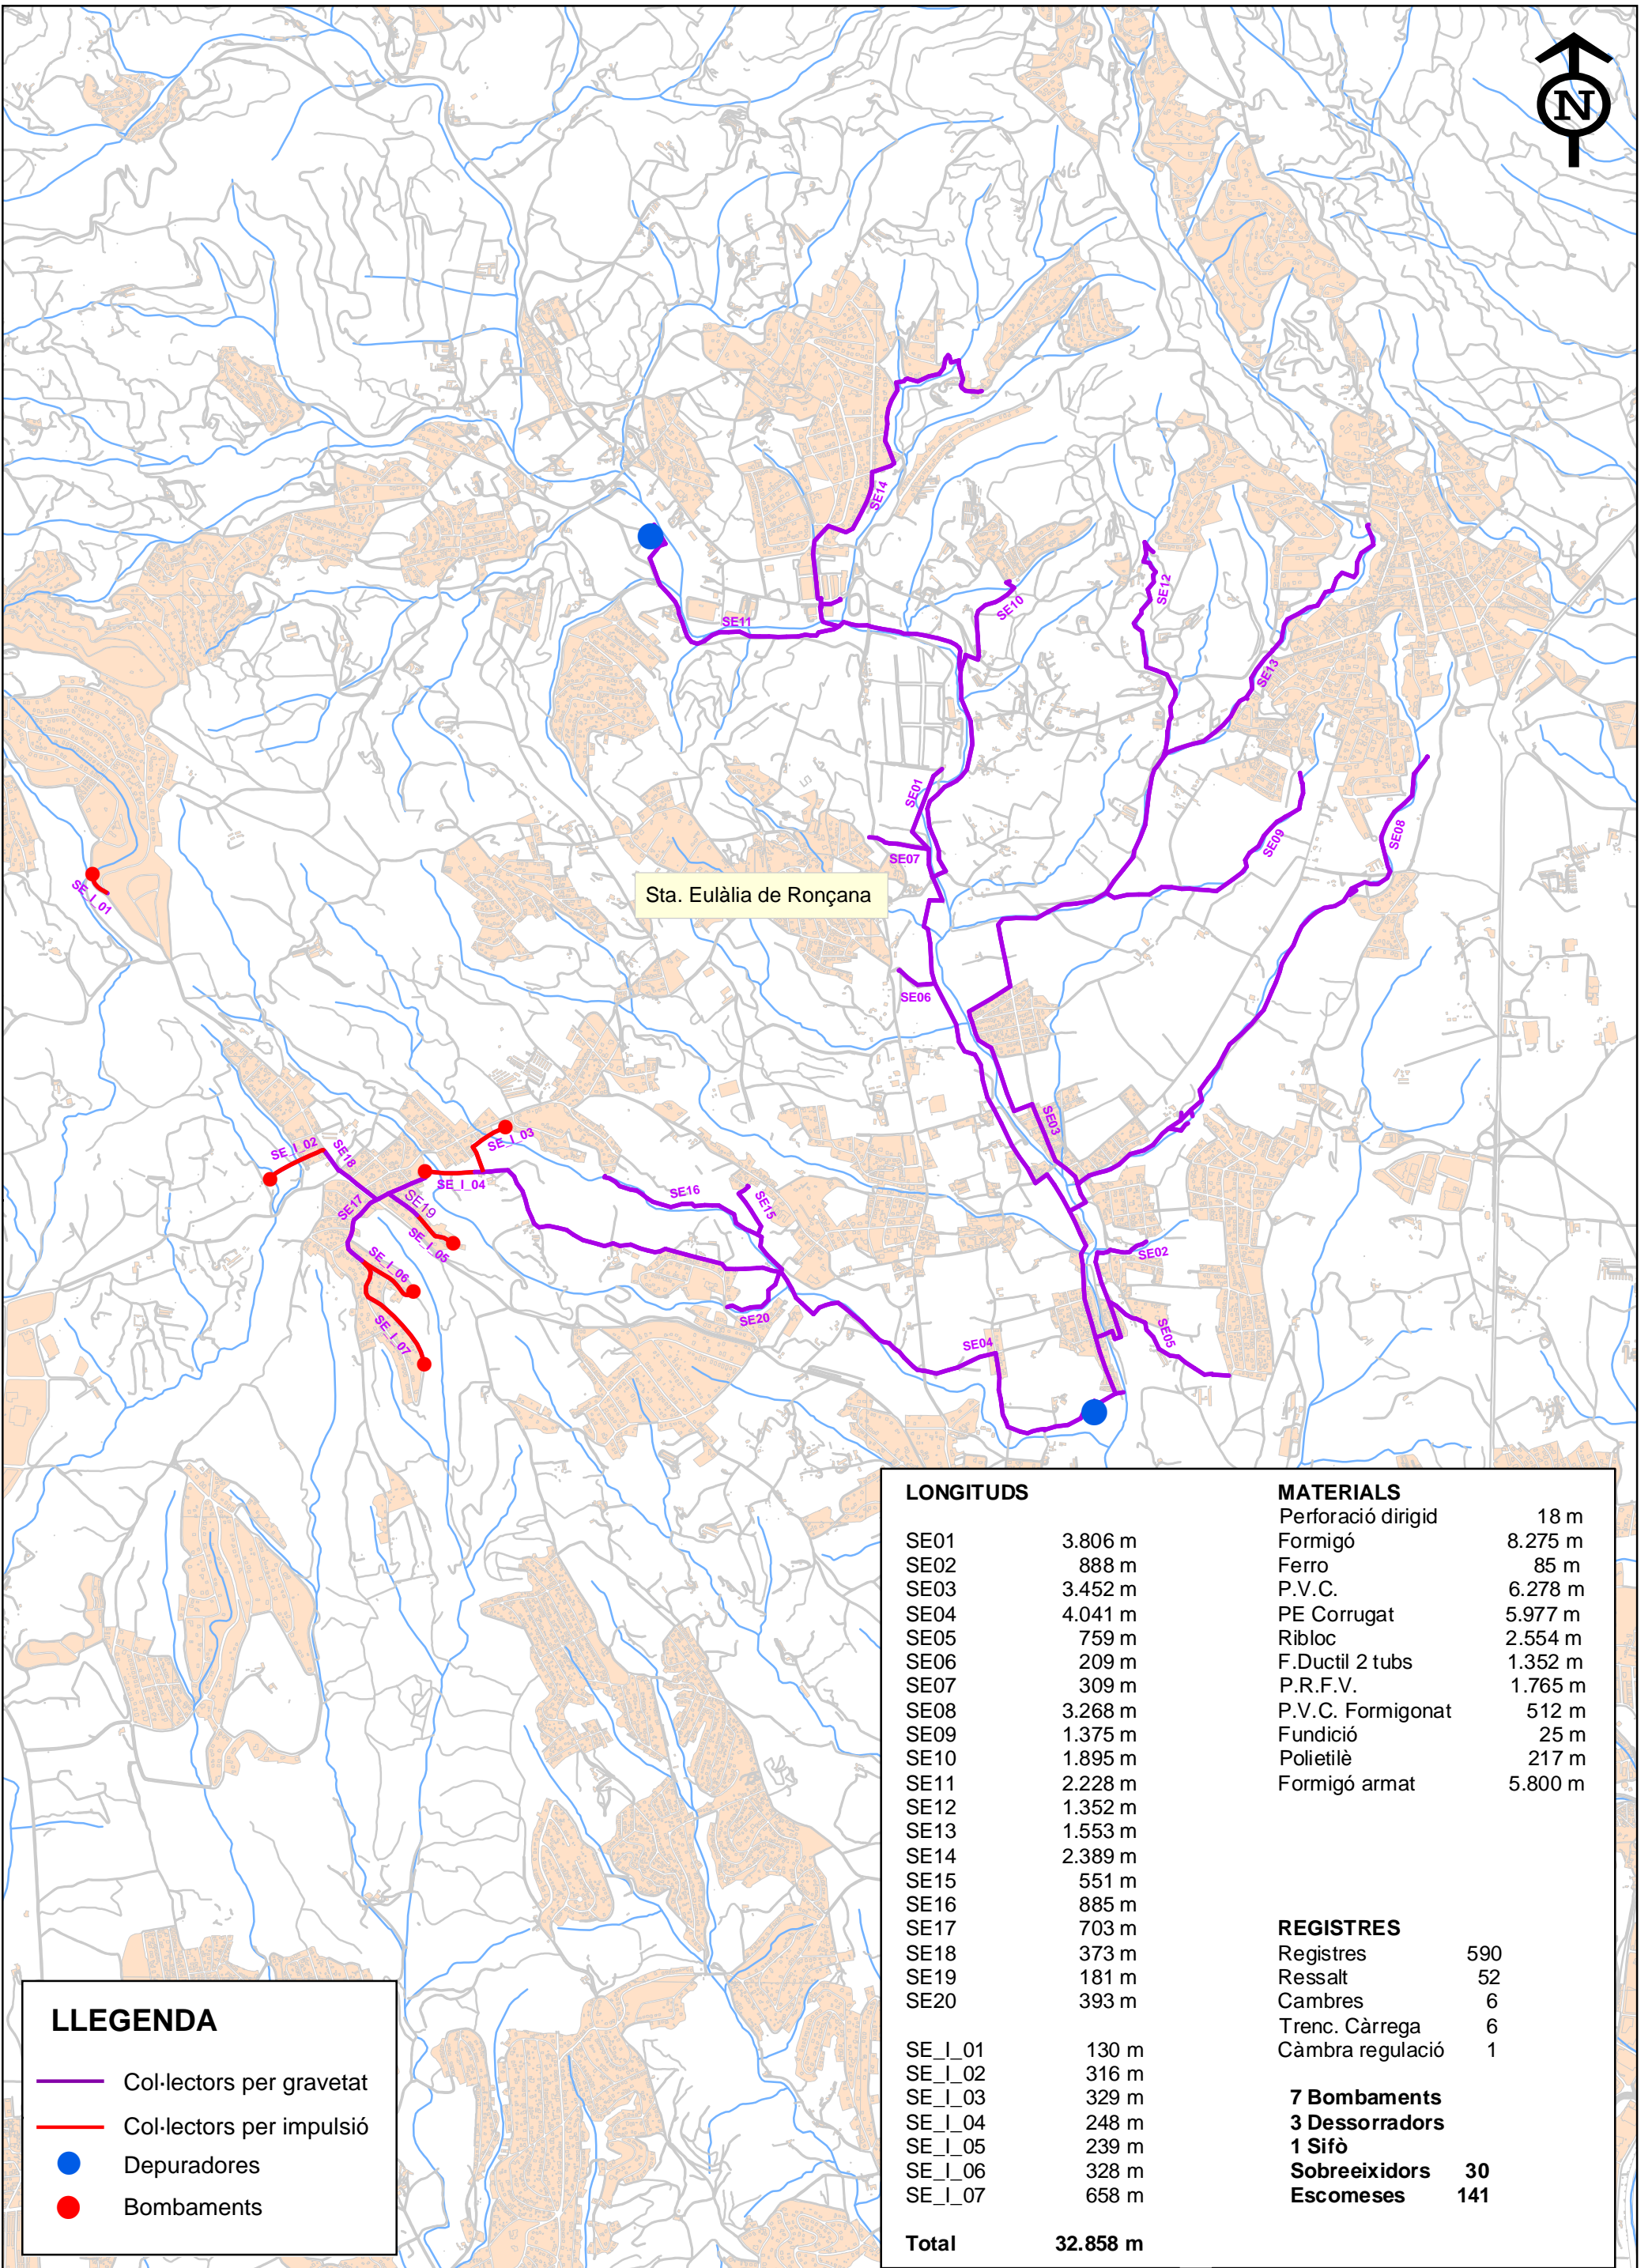 N
SE14
SE12
SE10
SE11
SE13
SE01
SE09
SE08
SE07
SE_I_01
Sta. Eulàlia de Ronçana
SE06
SE03
SE_I_03
SE_I_02
SE18
SE_I_04
SE16
SE15
SE17
SE19
SE_I_05
SE02
SE_I_06
SE20
SE_I_07
SE04
SE05
LONGITUDS
SE01 3.806 m
SE02 888 m
SE03 3.452 m
SE04 4.041 m
SE05 759 m
SE06 209 m
SE07 309 m
SE08 3.268 m
SE09 1.375 m
SE10 1.895 m
SE11 2.228 m
SE12 1.352 m
SE13 1.553 m
SE14 2.389 m
SE15 551 m
SE16 885 m
SE17 703 m
SE18 373 m
SE19 181 m
SE20 393 m
SE_I_01 130 m
SE_I_02 316 m
SE_I_03 329 m
SE_I_04 248 m
SE_I_05 239 m
SE_I_06 328 m
SE_I_07 658 m
Total 32.858 m
MATERIALS
Perforació dirigid 18 m
Formigó 8.275 m
Ferro 85 m
P.V.C. 6.278 m
PE Corrugat 5.977 m
Ribloc 2.554 m
F.Ductil 2 tubs 1.352 m
P.R.F.V. 1.765 m
P.V.C. Formigonat 512 m
Fundició 25 m
Polietilè 217 m
Formigó armat 5.800 m
REGISTRES
Registres 590
Ressalt 52
Cambres 6
Trenc. Càrrega 6
Càmbra regulació 1
7 Bombaments
3 Dessorradors
1 Sifò
Sobreeixidors 30
Escomeses 141
LLEGENDA
Col·lectors per gravetat
Col·lectors per impulsió
Depuradores
Bombaments